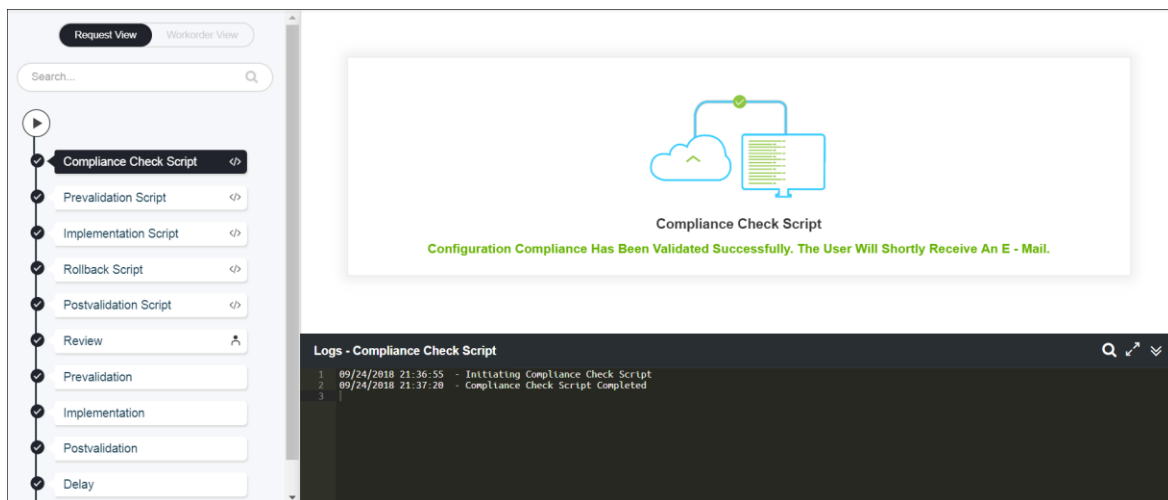 Request View
Workorder View
Search...
Compliance Check Script </>
Prevalidation Script </>
Implementation Script </>
Rollback Script </>
Postvalidation Script </>
Review
Prevalidation
Implementation
Postvalidation
Delay
Compliance Check Script
Configuration Compliance Has Been Validated Successfully. The User Will Shortly Receive An E - Mail.
Logs - Compliance Check Script
1 09/24/2018 21:36:55 - Initiating Compliance Check Script
2 09/24/2018 21:37:20 - Compliance Check Script Completed
3